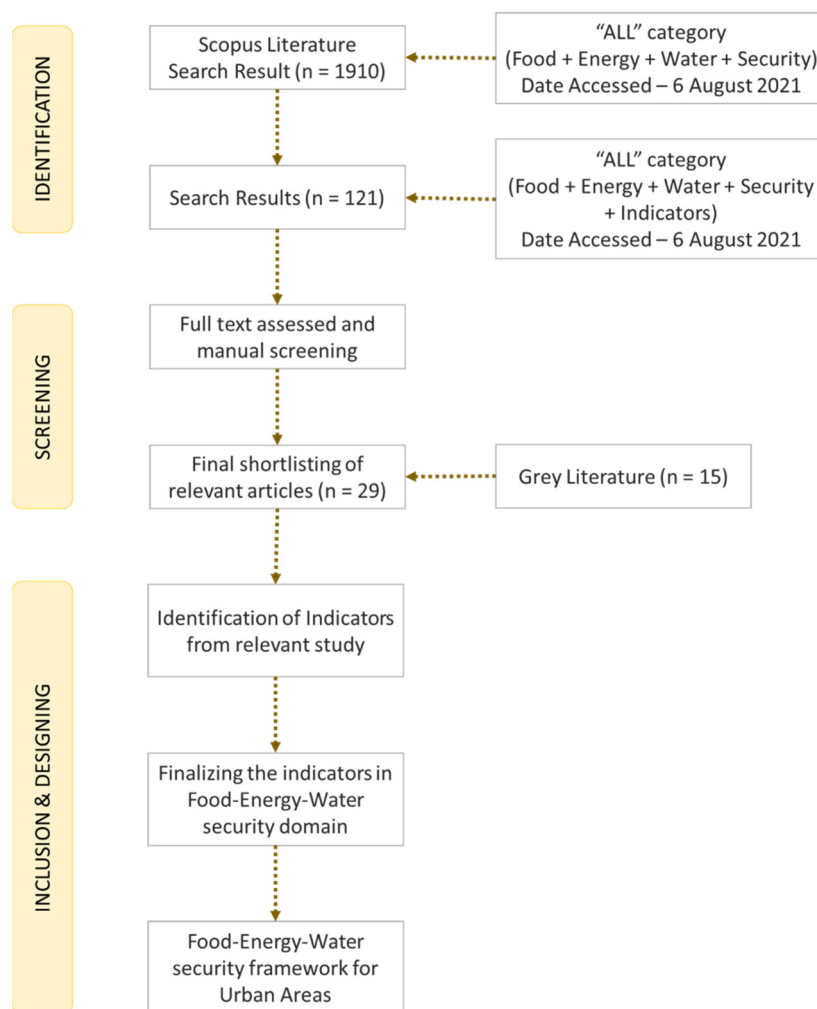 IDENTIFICATION
Scopus Literature
Search Result (n = 1910)
“ALL” category
(Food + Energy + Water + Security)
Date Accessed – 6 August 2021
Search Results (n = 121)
“ALL” category
(Food + Energy + Water + Security
+ Indicators)
Date Accessed – 6 August 2021
SCREENING
Full text assessed and
manual screening
Final shortlisting of
relevant articles (n = 29)
Grey Literature (n = 15)
INCLUSION & DESIGNING
Identification of Indicators
from relevant study
Finalizing the indicators in
Food-Energy-Water
security domain
Food-Energy-Water
security framework for
Urban Areas